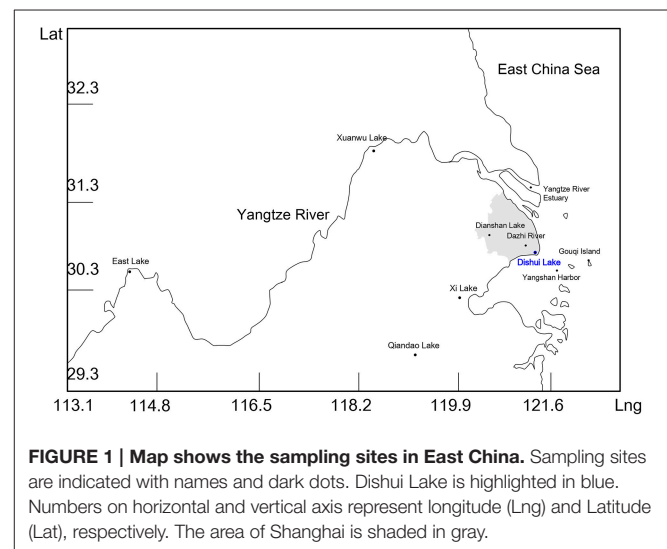 Lat
East China Sea
32.3
Xuanwu Lake
Yangtze River
Estuary
31.3
Yangtze River
Dianshan Lake
Dazhi River
Gouqi Island
East Lake
30.3
Dishui Lake
Yangshan Harbor
Xi Lake
Qiandao Lake
29.3
113.1 114.8 116.5 118.2 119.9 121.6 Lng
FIGURE 1 | Map shows the sampling sites in East China. Sampling sites
are indicated with names and dark dots. Dishui Lake is highlighted in blue.
Numbers on horizontal and vertical axis represent longitude (Lng) and Latitude
(Lat), respectively. The area of Shanghai is shaded in gray.